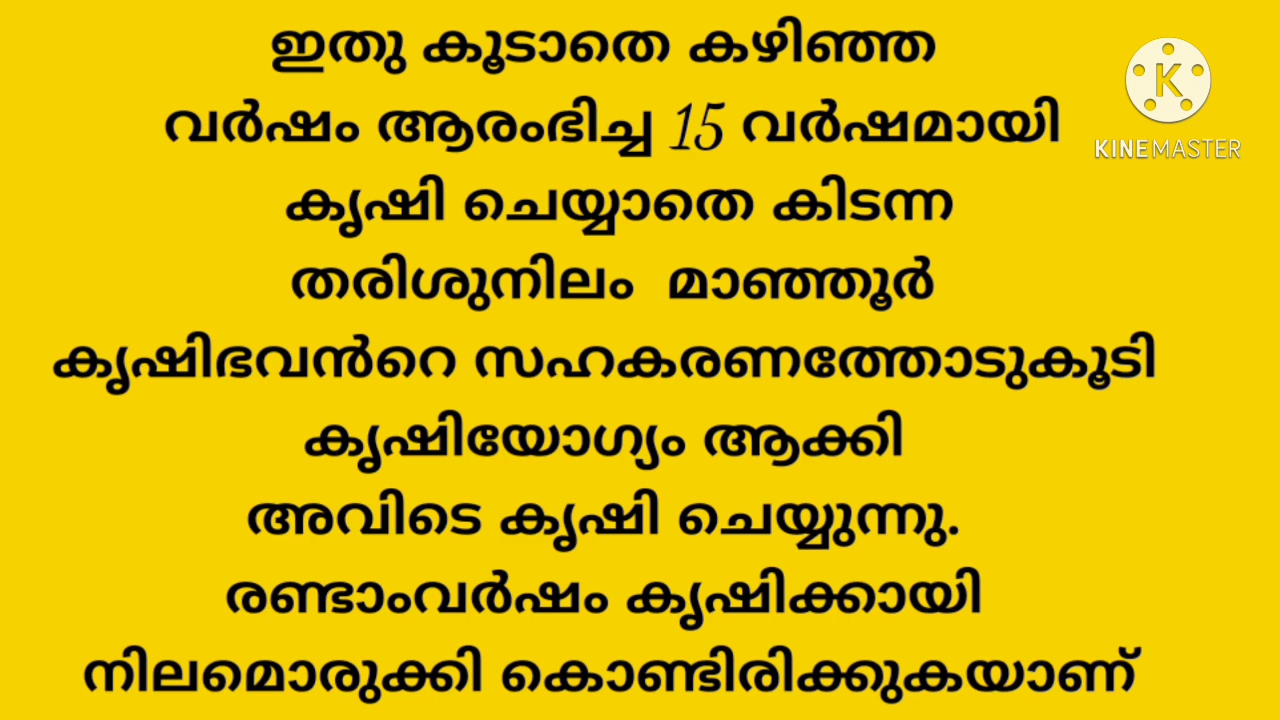 ഇതു കൂടാതെ കഴിഞ്ഞ
വർഷം ആരംഭിച്ച 15 വർഷമായി
കൃഷി ചെയ്യാതെ കിടന്ന
തരിശുനിലം മാഞ്ഞൂർ
കൃഷിഭവൻറെ സഹകരണത്തോടുകൂടി
കൃഷിയോഗ്യം ആക്കി
അവിടെ കൃഷി ചെയ്യുന്നു.
രണ്ടാംവർഷം കൃഷിക്കായി
നിലമൊരുക്കി കൊണ്ടിരിക്കുകയാണ്
K
KINEMASTER